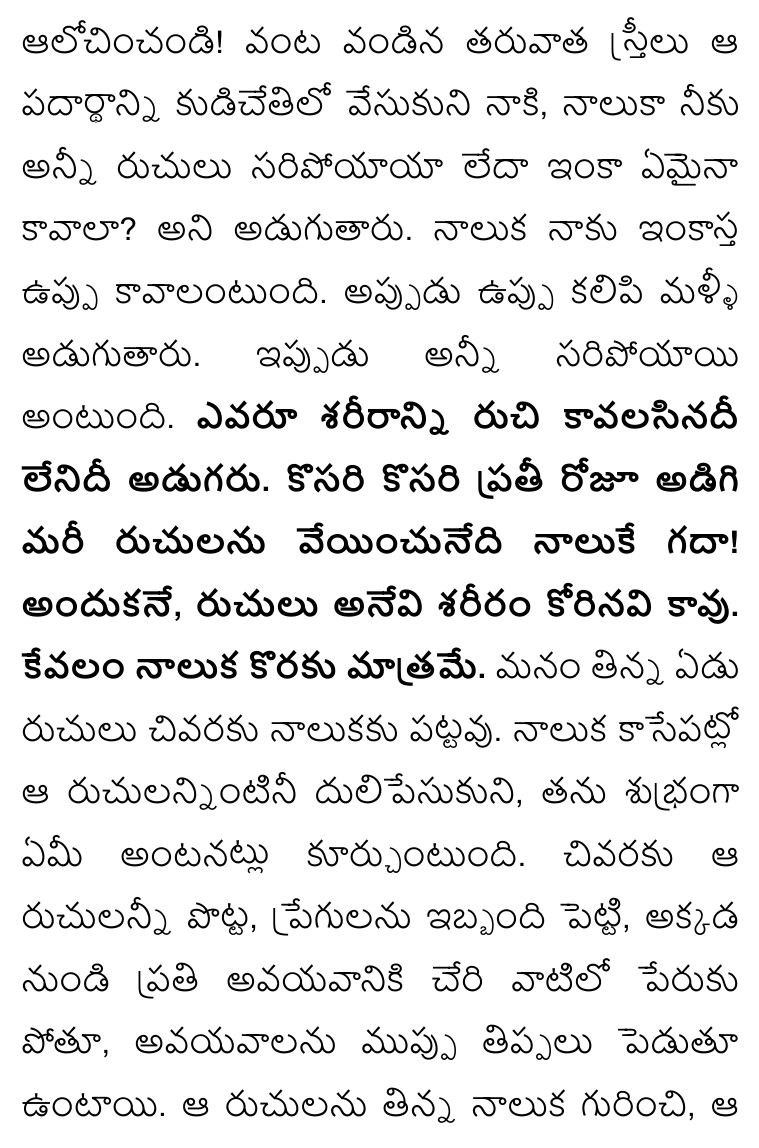 ఆలోచించండి! వంట వండిన తరువాత స్త్రీలు ఆ
పదార్థాన్ని కుడిచేతిలో వేసుకుని నాకి, నాలుకా నీకు
అన్నీ రుచులు సరిపోయాయా లేదా ఇంకా ఏమైనా
కావాలా? అని అడుగుతారు. నాలుక నాకు ఇంకాస్త
ఉప్పు కావాలంటుంది. అప్పుడు ఉప్పు కలిపి మళ్ళీ
అడుగుతారు. ఇప్పుడు అన్నీ సరిపోయాయి
అంటుంది. ఎవరూ శరీరాన్ని రుచి కావలసినదీ
లేనిదీ అడుగరు. కొసరి కొసరి ప్రతీ రోజూ అడిగి
మరీ రుచులను వేయించునేది నాలుకే గదా!
అందుకనే, రుచులు అనేవి శరీరం కోరినవి కావు.
కేవలం నాలుక కొరకు మాత్రమే. మనం తిన్న ఏడు
రుచులు చివరకు నాలుకకు పట్టవు. నాలుక కాసేపట్లో
ఆ రుచులన్నింటినీ దులిపేసుకుని, తను శుభ్రంగా
ఏమీ అంటనట్లు కూర్చుంటుంది. చివరకు ఆ
రుచులన్నీ పొట్ట, ప్రేగులను ఇబ్బంది పెట్టి, అక్కడ
నుండి ప్రతి అవయవానికి చేరి వాటిలో పేరుకు
పోతూ, అవయవాలను ముప్పు తిప్పలు పెడుతూ
ఉంటాయి. ఆ రుచులను తిన్న నాలుక గురించి, ఆ